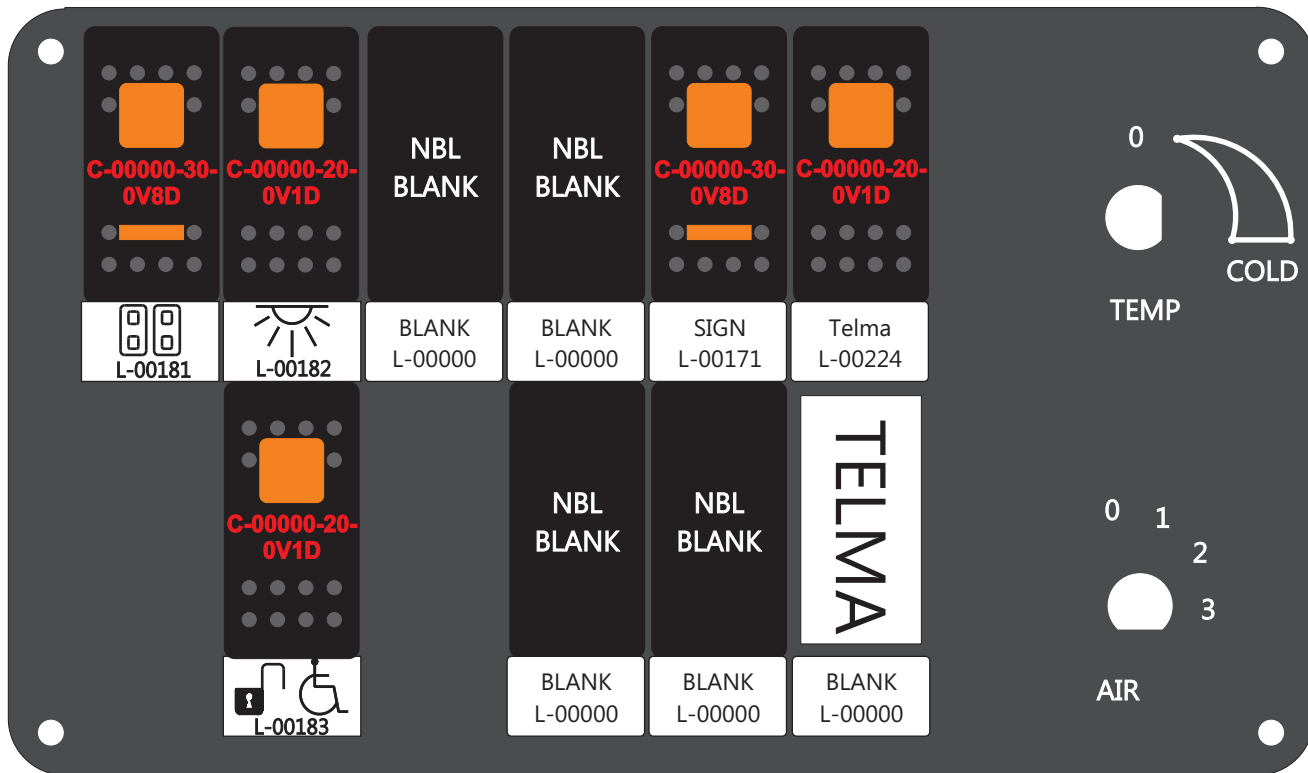 C-00000-30-
0V8D
L-00181
C-00000-20-
0V1D
L-00182
NBL
BLANK
BLANK
L-00000
NBL
BLANK
BLANK
L-00000
C-00000-30-
0V8D
SIGN
L-00171
C-00000-20-
0V1D
Telma
L-00224
0
COLD
TEMP
C-00000-20-
0V1D
L-00183
NBL
BLANK
BLANK
L-00000
NBL
BLANK
BLANK
L-00000
TELMA
BLANK
L-00000
0
1
2
3
AIR